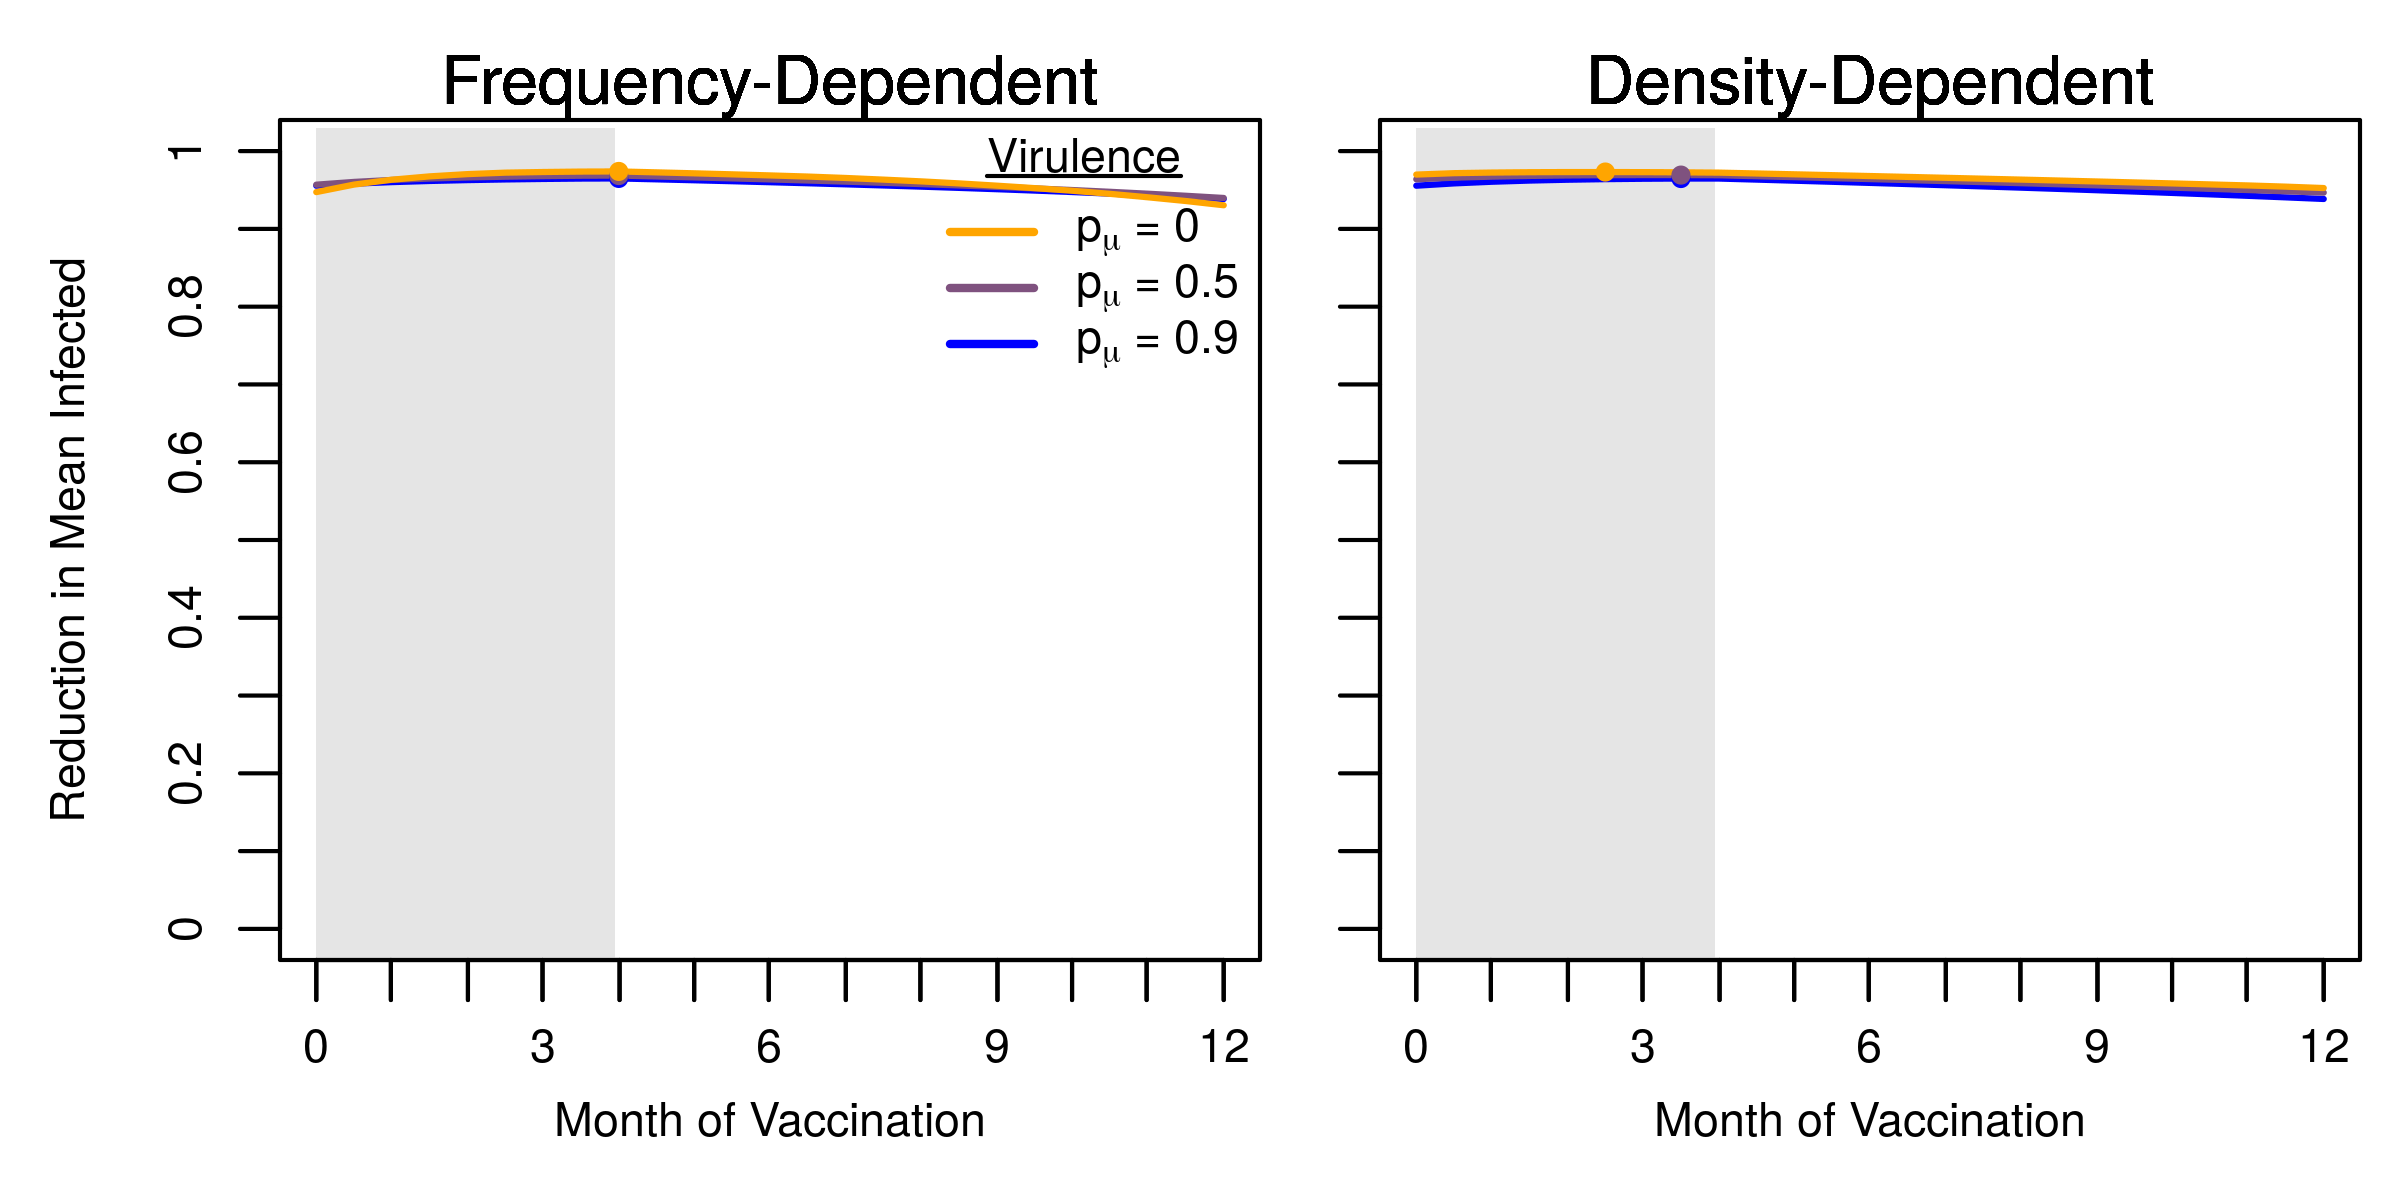 Frequency-Dependent
Density-Dependent
Reduction in Mean Infected
1
0.8
0.6
0.4
0.2
0
Virulence
pμ = 0
pμ = 0.5
pμ = 0.9
0 3 6 9 12
0 3 6 9 12
Month of Vaccination
Month of Vaccination